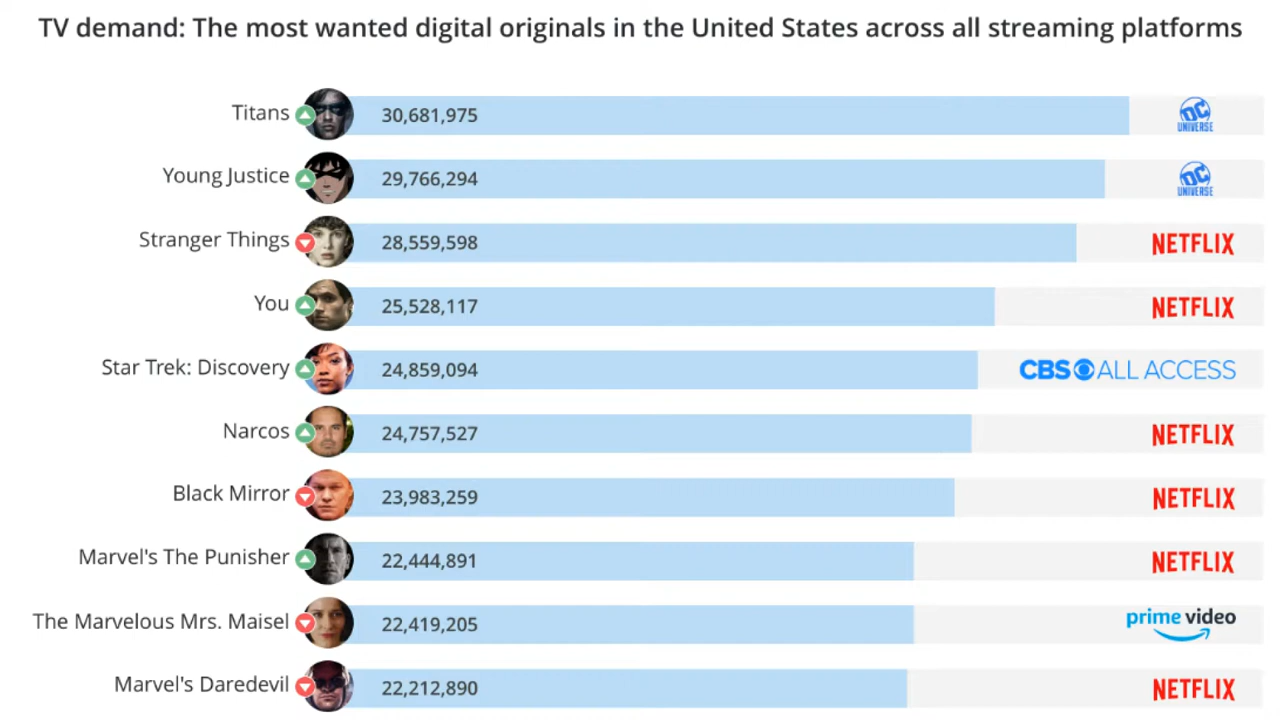 TV demand: The most wanted digital originals in the United States across all streaming platforms
Titans 30,681,975 DC UNIVERSE
Young Justice 29,766,294 DC UNIVERSE
Stranger Things 28,559,598 NETFLIX
You 25,528,117 NETFLIX
Star Trek: Discovery 24,859,094 CBS ALL ACCESS
Narcos 24,757,527 NETFLIX
Black Mirror 23,983,259 NETFLIX
Marvel's The Punisher 22,444,891 NETFLIX
The Marvelous Mrs. Maisel 22,419,205 prime video
Marvel's Daredevil 22,212,890 NETFLIX